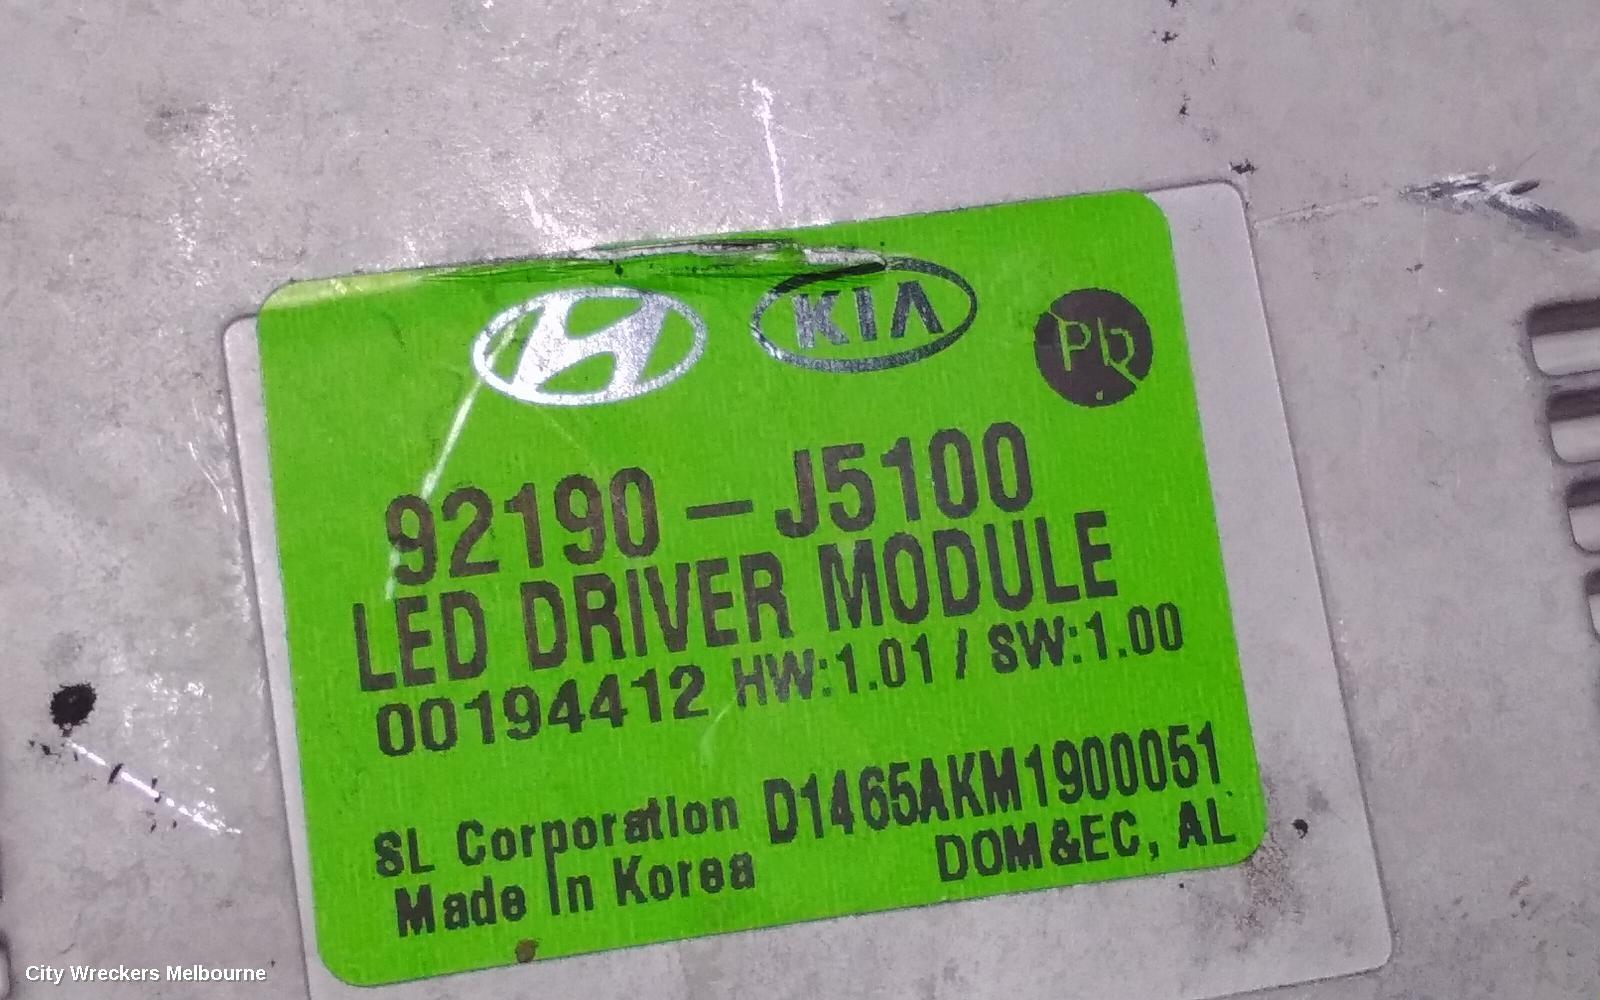 KIA
Pb
92190-J5100
LED DRIVER MODULE
00194412 HW:1.01 / SW:1.00
SL Corporation D1465AKM1900051
Made In Korea DOM&EC, AL
City Wreckers Melbourne